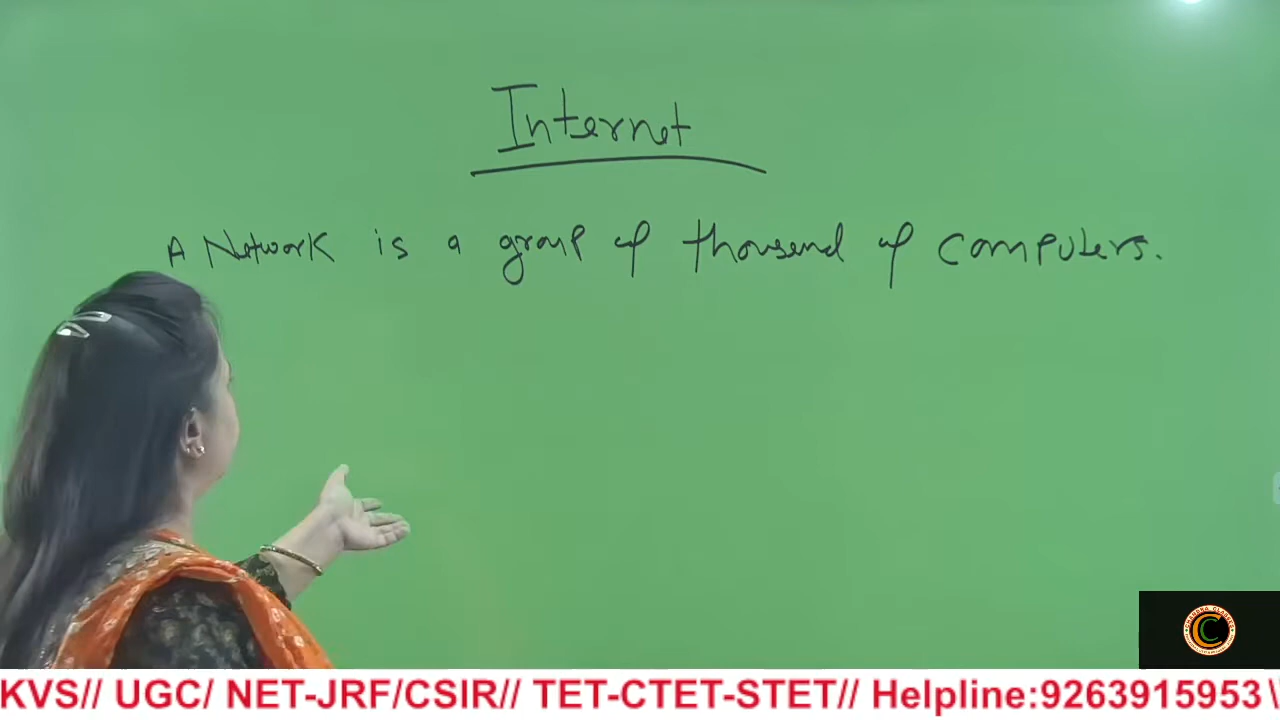 Internet
A Network is a group of thousend of computers.
KVS// UGC/ NET-JRF/CSIR// TET-CTET-STET// Helpline:9263915953 \